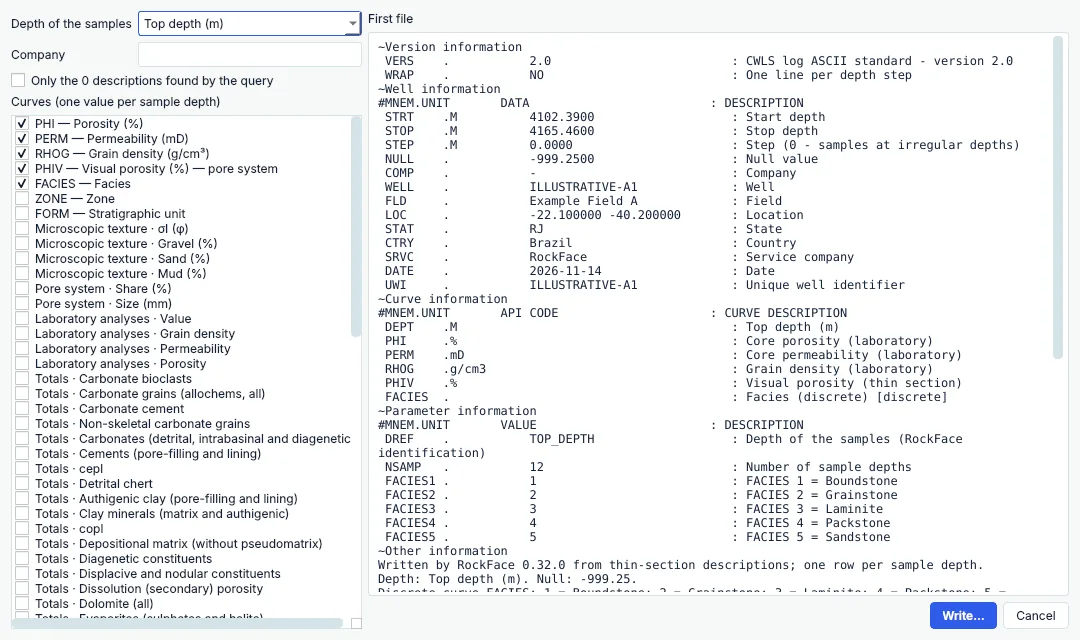 Depth of the samples
Top depth (m)
Company
Only the 0 descriptions found by the query
Curves (one value per sample depth)
PHI — Porosity (%)
PERM — Permeability (mD)
RHOG — Grain density (g/cm³)
PHIV — Visual porosity (%) — pore system
FACIES — Facies
ZONE — Zone
FORM — Stratigraphic unit
Microscopic texture · σI (φ)
Microscopic texture · Gravel (%)
Microscopic texture · Sand (%)
Microscopic texture · Mud (%)
Pore system · Share (%)
Pore system · Size (mm)
Laboratory analyses · Value
Laboratory analyses · Grain density
Laboratory analyses · Permeability
Laboratory analyses · Porosity
Totals · Carbonate bioclasts
Totals · Carbonate grains (allochems, all)
Totals · Carbonate cement
Totals · Non-skeletal carbonate grains
Totals · Carbonates (detrital, intrabasinal and diagenetic
Totals · Cements (pore-filling and lining)
Totals · cepl
Totals · Detrital chert
Totals · Authigenic clay (pore-filling and lining)
Totals · Clay minerals (matrix and authigenic)
Totals · copl
Totals · Depositional matrix (without pseudomatrix)
Totals · Diagenetic constituents
Totals · Displacive and nodular constituents
Totals · Dissolution (secondary) porosity
Totals · Dolomite (all)
Totals · Evaporites (sulphates and halite)
First file
~Version information
VERS . 2.0 : CWLS log ASCII standard - version 2.0
WRAP . NO : One line per depth step
~Well information
#MNEM.UNIT DATA : DESCRIPTION
STRT .M 4102.3900 : Start depth
STOP .M 4165.4600 : Stop depth
STEP .M 0.0000 : Step (0 - samples at irregular depths)
NULL . -999.2500 : Null value
COMP . - : Company
WELL . ILLUSTRATIVE-A1 : Well
FLD . Example Field A : Field
LOC . -22.100000 -40.200000 : Location
STAT . RJ : State
CTRY . Brazil : Country
SRVC . RockFace : Service company
DATE . 2026-11-14 : Date
UWI . ILLUSTRATIVE-A1 : Unique well identifier
~Curve information
#MNEM.UNIT API CODE : CURVE DESCRIPTION
DEPT .M : Top depth (m)
PHI .% : Core porosity (laboratory)
PERM .mD : Core permeability (laboratory)
RHOG .g/cm3 : Grain density (laboratory)
PHIV .% : Visual porosity (thin section)
FACIES . : Facies (discrete) [discrete]
~Parameter information
#MNEM.UNIT VALUE : DESCRIPTION
DREF . TOP_DEPTH : Depth of the samples (RockFace
identification)
NSAMP . 12 : Number of sample depths
FACIES1 . 1 : FACIES 1 = Boundstone
FACIES2 . 2 : FACIES 2 = Grainstone
FACIES3 . 3 : FACIES 3 = Laminite
FACIES4 . 4 : FACIES 4 = Packstone
FACIES5 . 5 : FACIES 5 = Sandstone
~Other information
Written by RockFace 0.32.0 from thin-section descriptions; one row per sample depth.
Depth: Top depth (m). Null: -999.25.
Discrete curve FACIES: 1 = Boundstone; 2 = Grainstone; 3 = Laminite; 4 = Packstone; 5 =
Write...
Cancel